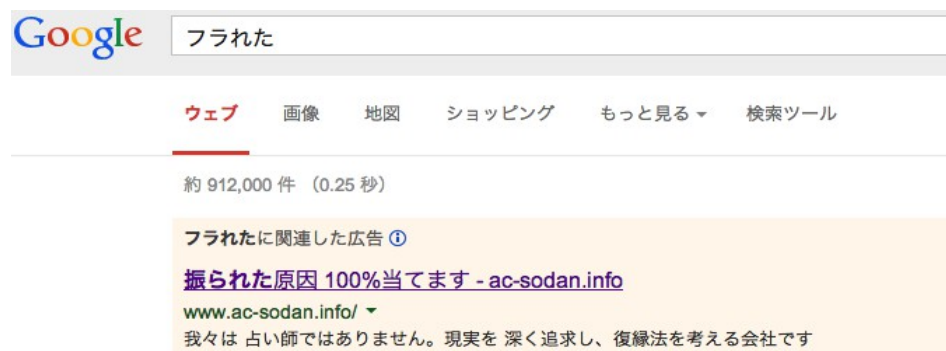 Google フラれた
ウェブ 画像 地図 ショッピング もっと見る 検索ツール
約 912,000 件 （0.25 秒）
フラれたに関連した広告
振られた原因 100%当てます - ac-sodan.info
www.ac-sodan.info/
我々は 占い師ではありません。現実を 深く追求し、復縁法を考える会社です